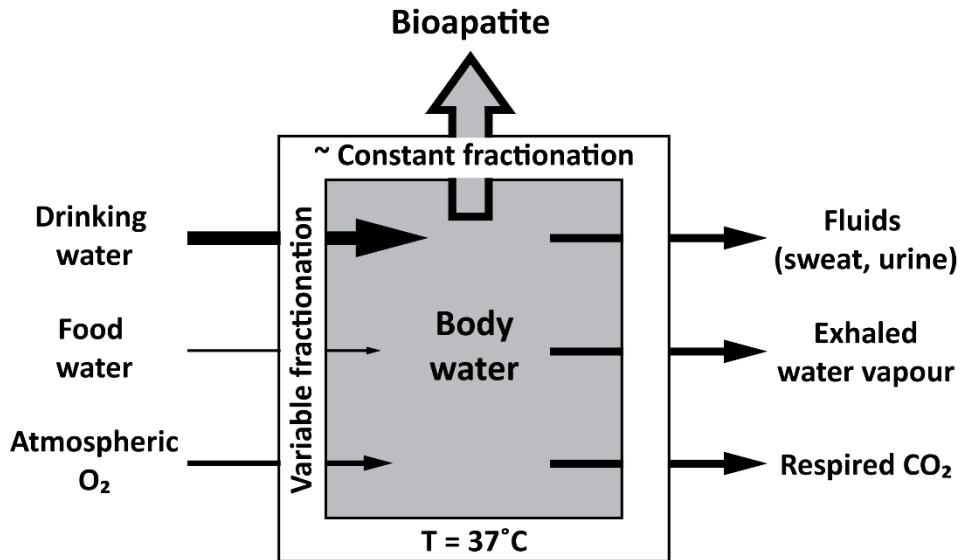 Bioapatite
~ Constant fractionation
Drinking
water
Food
water
Atmospheric
O₂
Variable fractionation
Body
water
Fluids
(sweat, urine)
Exhaled
water vapour
Respired CO₂
T = 37˚C